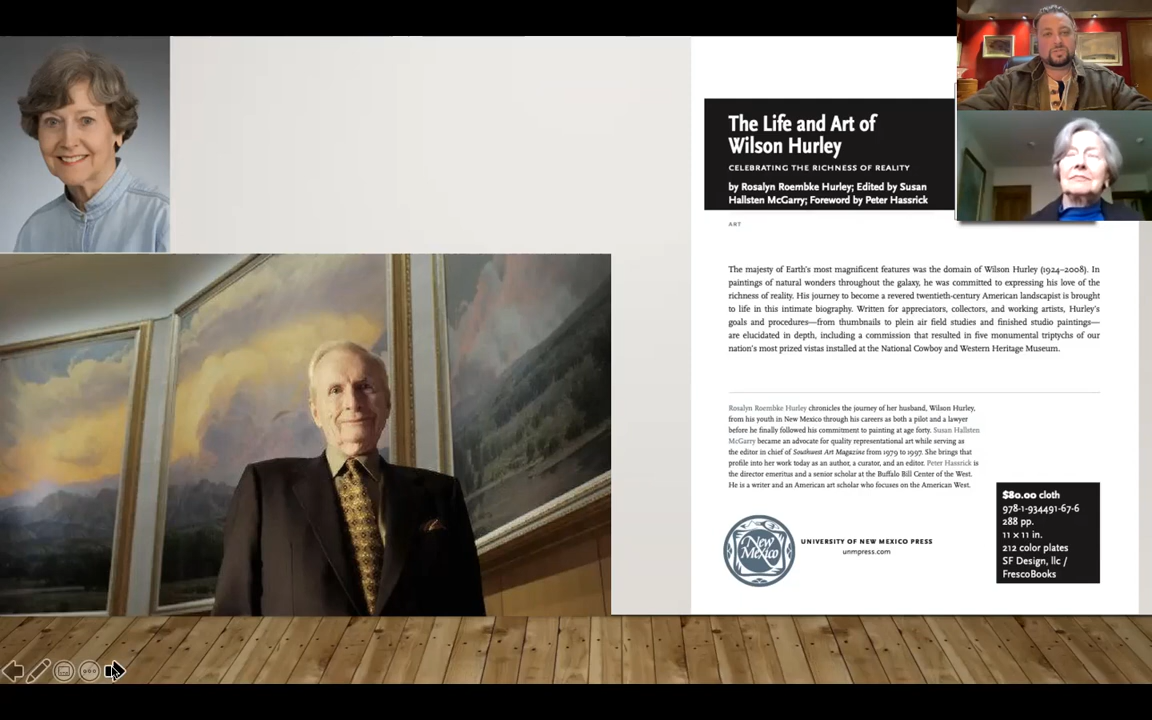 The Life and Art of
Wilson Hurley
CELEBRATING THE RICHNESS OF REALITY
by Rosalyn Roembke Hurley; Edited by Susan
Hallsten McGarry; Foreword by Peter Hassrick
ART
The majesty of Earth's most magnificent features was the domain of Wilson Hurley (1924–2008). In
paintings of natural wonders throughout the galaxy, he was committed to expressing his love of the
richness of reality. His journey to become a revered twentieth-century American landscapist is brought
to life in this intimate biography. Written for appreciators, collectors, and working artists, Hurley's
goals and procedures—from thumbnails to plein air field studies and finished studio paintings—
are elucidated in depth, including a commission that resulted in five monumental triptychs of our
nation's most prized vistas installed at the National Cowboy and Western Heritage Museum.
Rosalyn Roembke Hurley chronicles the journey of her husband, Wilson Hurley,
from his youth in New Mexico through his careers as both a pilot and a lawyer
before he finally followed his commitment to painting at age forty. Susan Hallsten
McGarry became an advocate for quality representational art while serving as
the editor in chief of Southwest Art Magazine from 1979 to 1997. She brings that
profile into her work today as an author, a curator, and an editor. Peter Hassrick is
the director emeritus and a senior scholar at the Buffalo Bill Center of the West.
He is a writer and an American art scholar who focuses on the American West.
New
Mexico
UNIVERSITY OF NEW MEXICO PRESS
unmpress.com
$80.00 cloth
978-1-934491-67-6
288 pp.
11 × 11 in.
212 color plates
SF Design, llc /
FrescoBooks